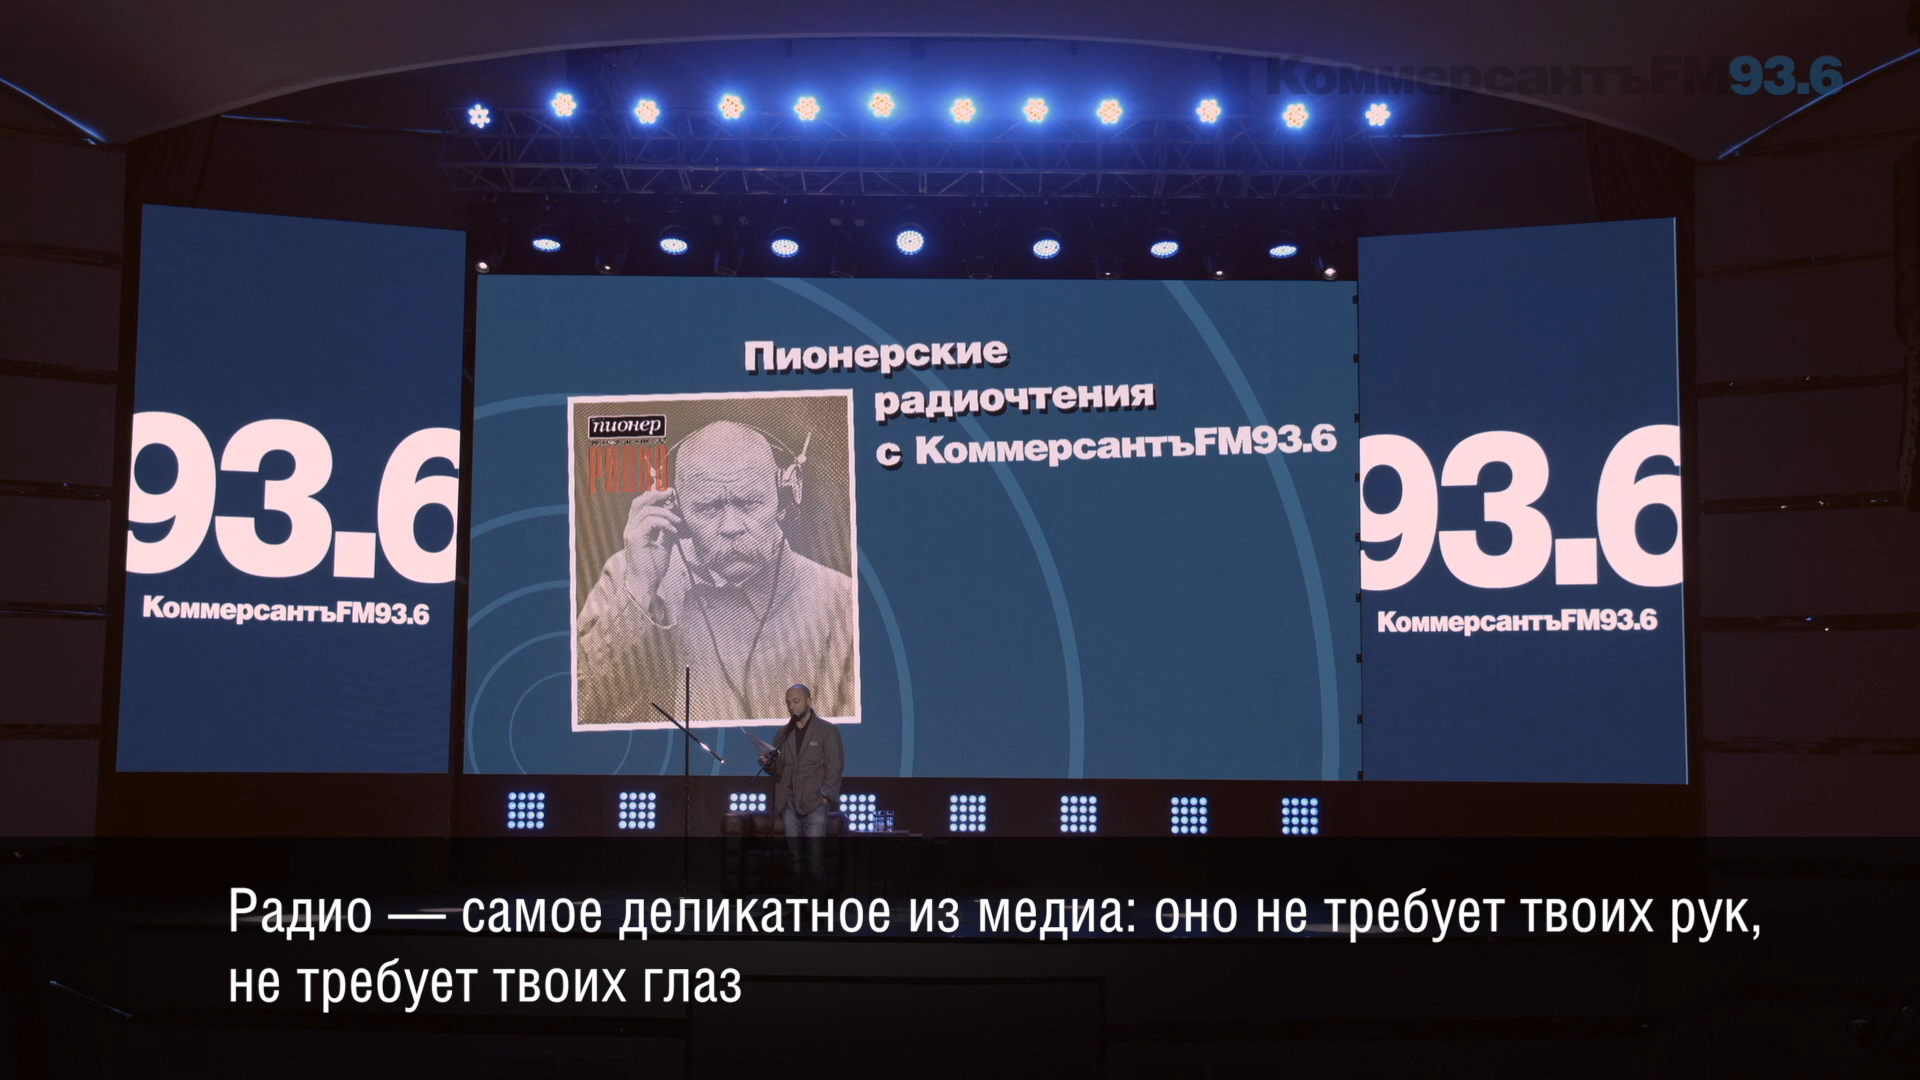 КоммерсантъFM93.6
Пионерские
радиочтения
с КоммерсантъFM93.6
пионер
РАДИО
93.6
КоммерсантъFM93.6
93.6
КоммерсантъFM93.6
Радио — самое деликатное из медиа: оно не требует твоих рук,
не требует твоих глаз